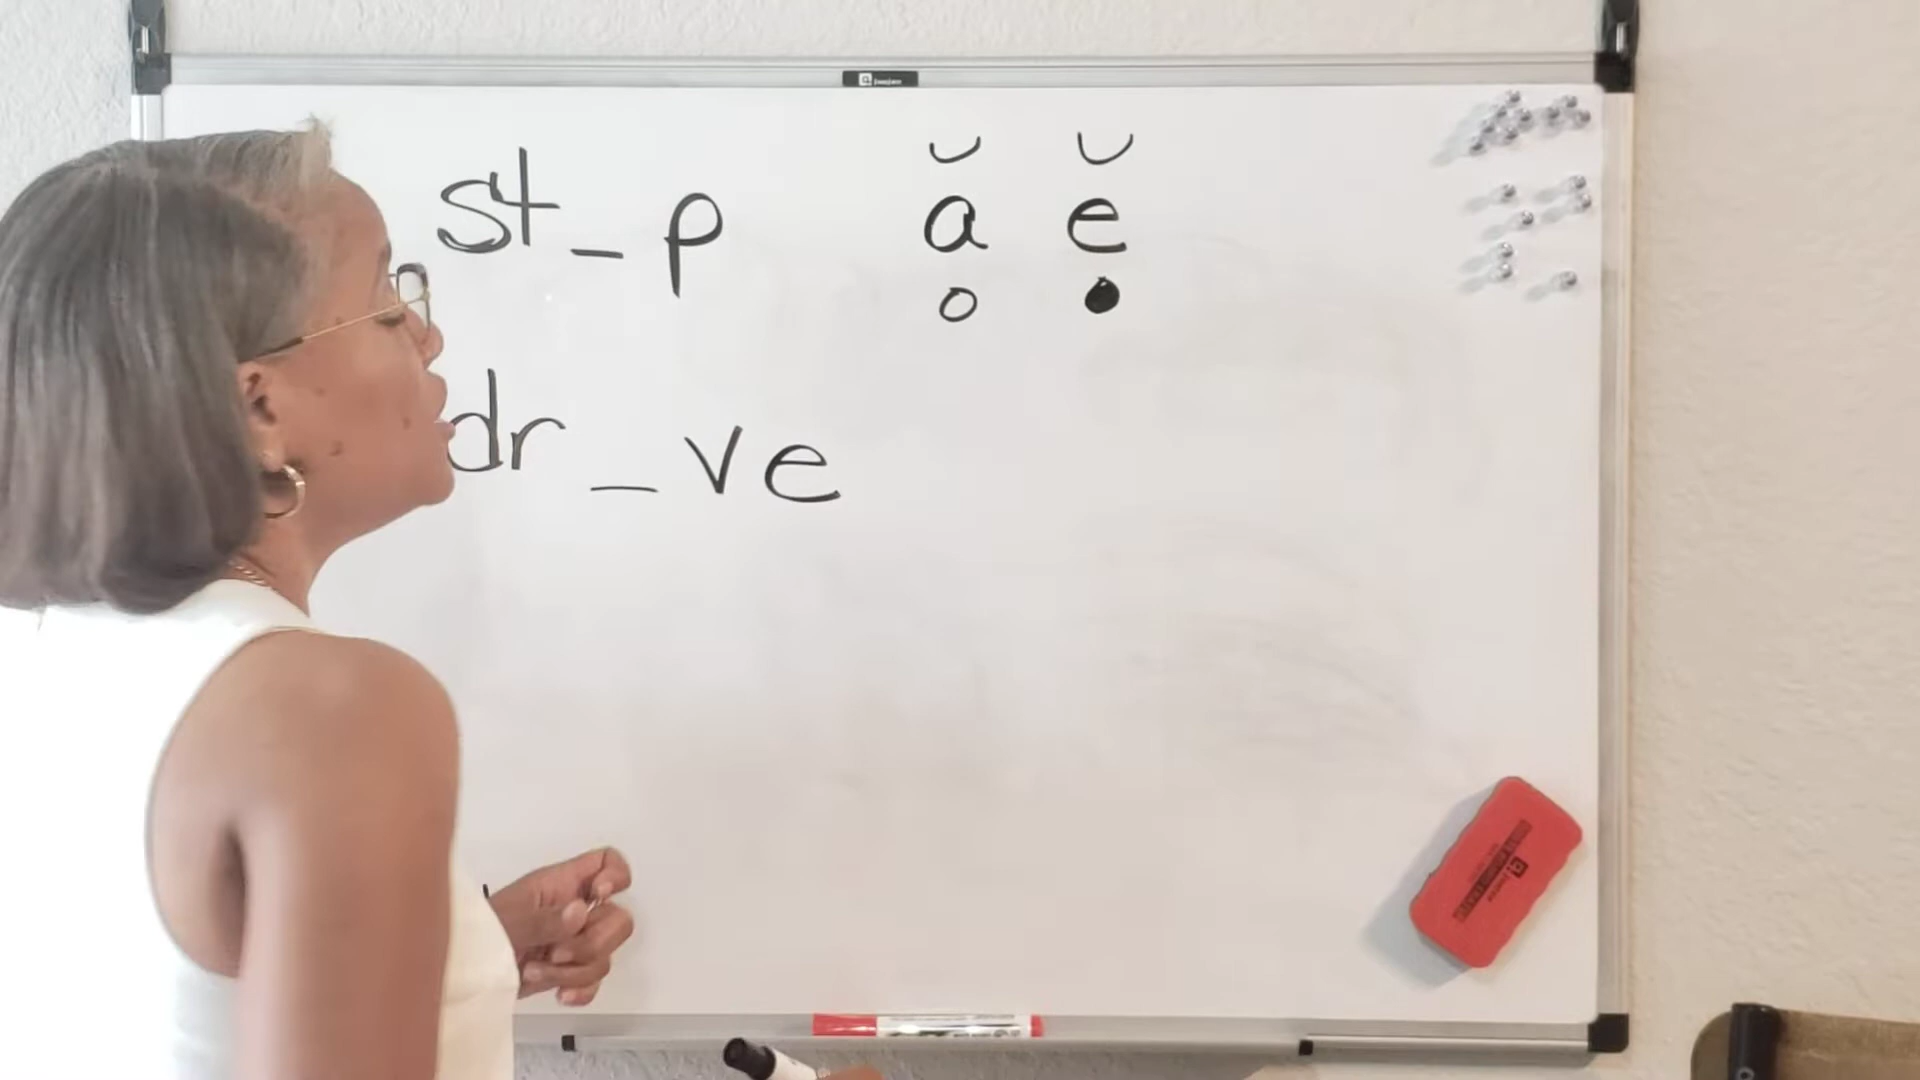 st_p ă ĕ
○ ●
dr_ve